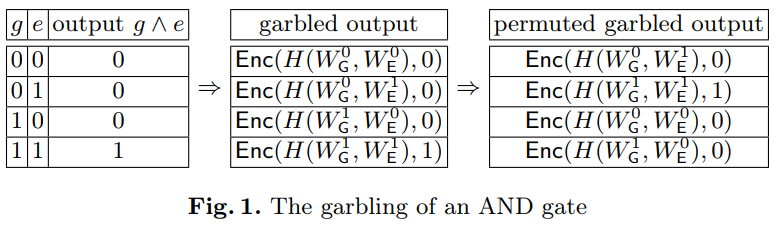 g e output g ∧ e ⇒ garbled output ⇒ permuted garbled output
0 0 0 Enc(H(W_G^0, W_E^0), 0) Enc(H(W_G^0, W_E^1), 0)
0 1 0 Enc(H(W_G^0, W_E^1), 0) Enc(H(W_G^1, W_E^1), 1)
1 0 0 Enc(H(W_G^1, W_E^0), 0) Enc(H(W_G^0, W_E^0), 0)
1 1 1 Enc(H(W_G^1, W_E^1), 1) Enc(H(W_G^1, W_E^0), 0)
Fig. 1. The garbling of an AND gate